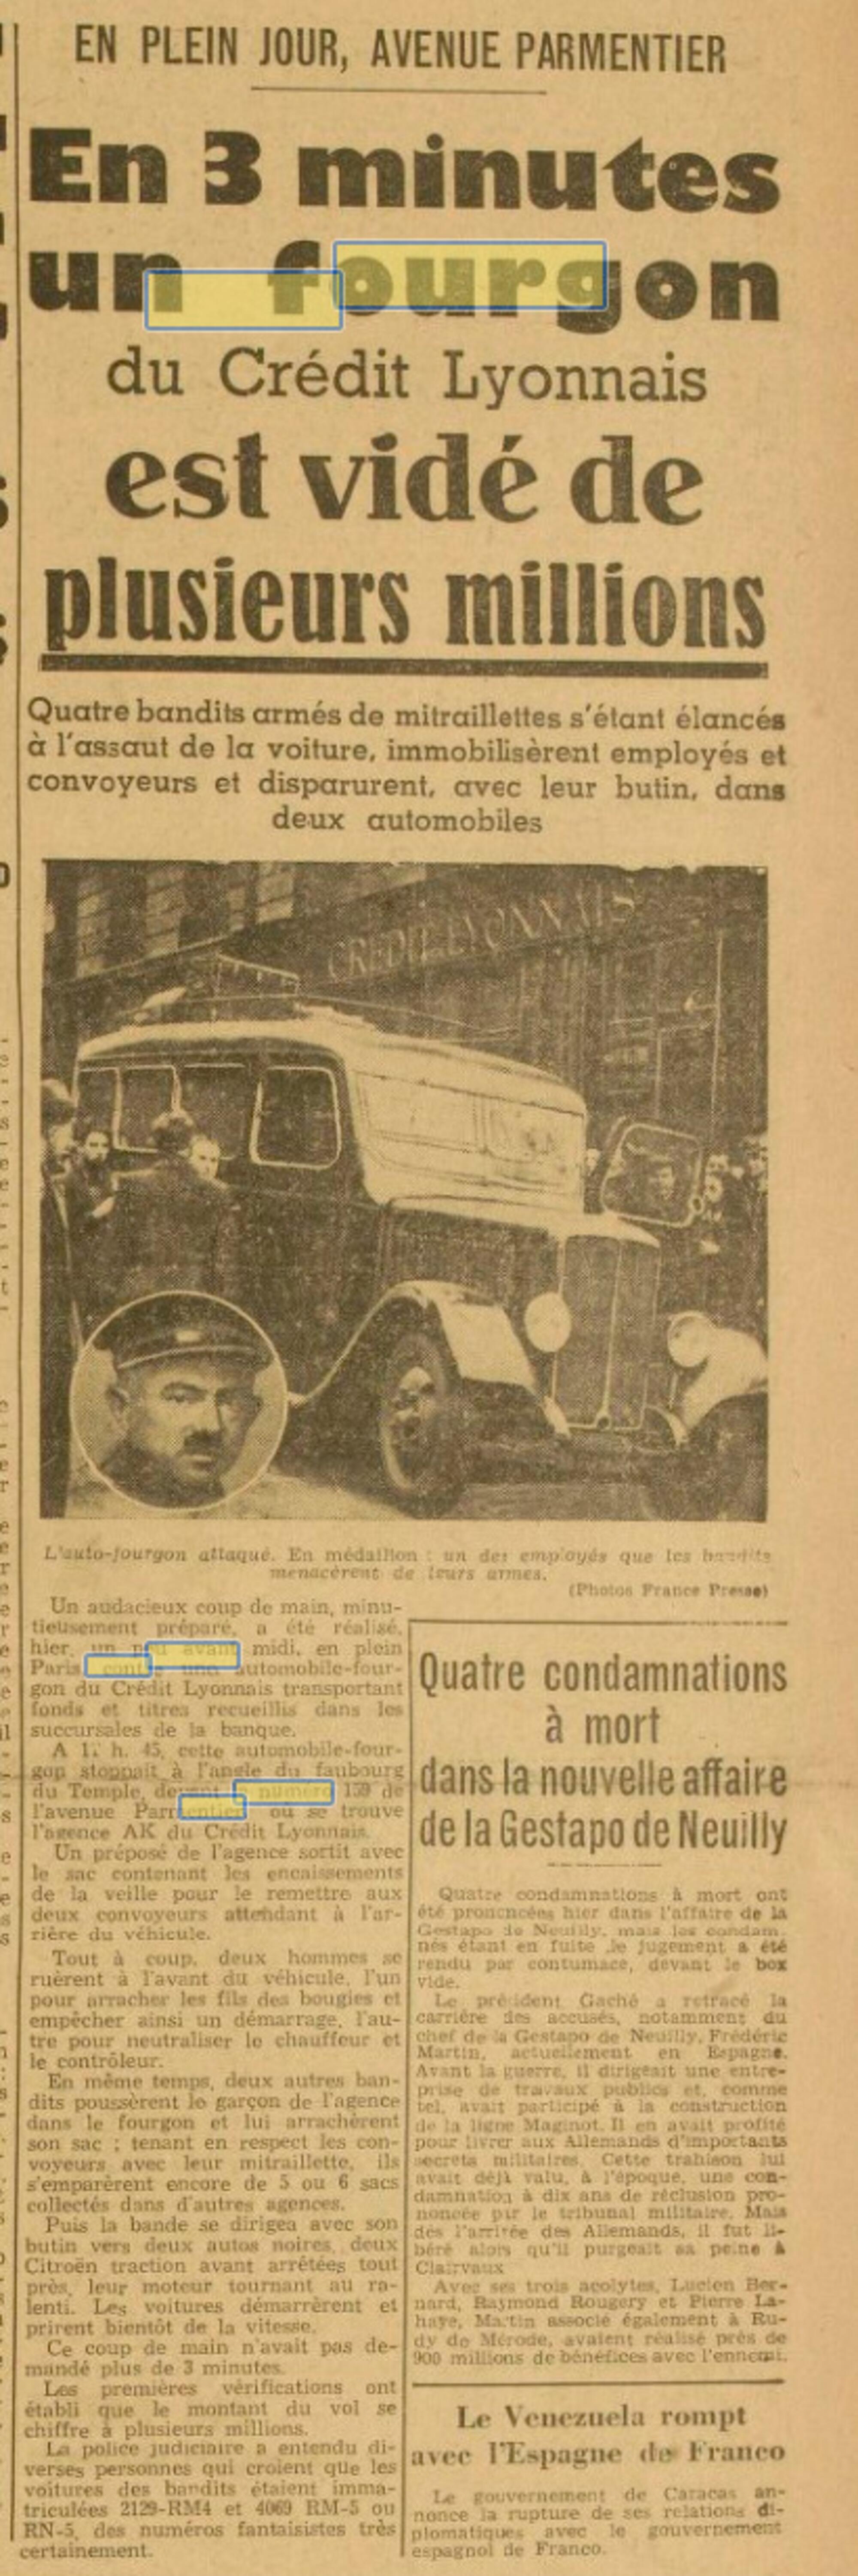 EN PLEIN JOUR, AVENUE PARMENTIER
En 3 minutes
un fourgon
du Crédit Lyonnais
est vidé de
plusieurs millions
Quatre bandits armés de mitraillettes s'étant élancés
à l'assaut de la voiture, immobilisèrent employés et
convoyeurs et disparurent, avec leur butin, dans
deux automobiles
CREDIT LYONNAIS
L'auto-fourgon attaqué. En médaillon : un des employés que les bandits
menacèrent de leurs armes.
(Photos France Presse)
Un audacieux coup de main, minu-
tieusement préparé, a été réalisé,
hier, un peu avant midi, en plein
Paris contre une automobile-four-
gon du Crédit Lyonnais transportant
fonds et titres recueillis dans les
succursales de la banque.
A h. 45, cette automobile-four-
gon stoppait à l'angle du faubourg
du Temple, devant le numéro 159 de
l'avenue Parmentier où se trouve
l'agence AK du Crédit Lyonnais.
Un préposé de l'agence sortit avec
le sac contenant les encaissements
de la veille pour le remettre aux
deux convoyeurs attendant à l'ar-
rière du véhicule.
Tout à coup, deux hommes se
ruèrent à l'avant du véhicule, l'un
pour arracher les fils des bougies et
empêcher ainsi un démarrage, l'au-
tre pour neutraliser le chauffeur et
le contrôleur.
En même temps, deux autres ban-
dits poussèrent le garçon de l'agence
dans le fourgon et lui arrachèrent
son sac ; tenant en respect les con-
voyeurs avec leur mitraillette, ils
s'emparèrent encore de 5 ou 6 sacs
collectés dans d'autres agences.
Puis la bande se dirigea avec son
butin vers deux autos noires, deux
Citroën traction avant arrêtées tout
près, leur moteur tournant au ra-
lenti. Les voitures démarrèrent et
prirent bientôt de la vitesse.
Ce coup de main n'avait pas de-
mandé plus de 3 minutes.
Les premières vérifications ont
établi que le montant du vol se
chiffre à plusieurs millions.
La police judiciaire a entendu di-
verses personnes qui croient que les
voitures des bandits étaient imma-
triculées 2129-RM4 et 4069 RM-5 ou
RN-5, des numéros fantaisistes très
certainement.
Quatre condamnations
à mort
dans la nouvelle affaire
de la Gestapo de Neuilly
Quatre condamnations à mort ont
été prononcées hier dans l'affaire de la
Gestapo de Neuilly, mais les condam-
nés étant en fuite le jugement a été
rendu par contumace, devant le box
vide.
Le président Gaché a retracé la
carrière des accusés, notamment du
chef de la Gestapo de Neuilly, Frédéric
Martin, actuellement en Espagne.
Avant la guerre, il dirigeait une entre-
prise de travaux publics et, comme
tel, avait participé à la construction
de la ligne Maginot. Il en avait profité
pour livrer aux Allemands d'importants
secrets militaires. Cette trahison lui
avait déjà valu, à l'époque, une con-
damnation à dix ans de réclusion pro-
noncée par le tribunal militaire. Mais
dès l'arrivée des Allemands, il fut li-
béré alors qu'il purgeait sa peine à
Clairvaux
Avec ses trois acolytes, Lucien Ber-
nard, Raymond Rougery et Pierre La-
haye, Martin associé également à Ru-
dy de Mérode, avaient réalisé près de
900 millions de bénéfices avec l'ennemi.
Le Venezuela rompt
avec l'Espagne de Franco
Le gouvernement de Caracas an-
nonce la rupture de ses relations di-
plomatiques avec le gouvernement
espagnol de Franco.